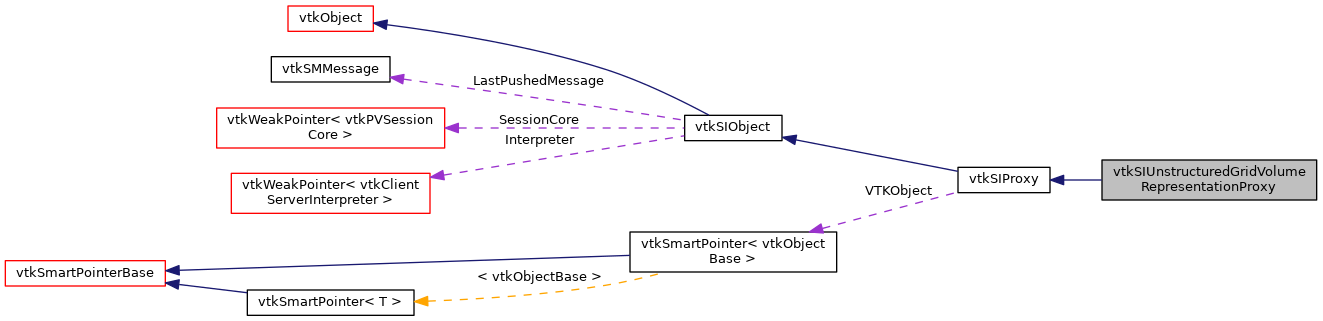 vtkObject
vtkSMMessage
LastPushedMessage
vtkWeakPointer< vtkPVSession
Core >
SessionCore
vtkSIObject
Interpreter
vtkWeakPointer< vtkClient
ServerInterpreter >
vtkSIProxy
vtkSIUnstructuredGridVolume
RepresentationProxy
VTKObject
vtkSmartPointer< vtkObject
Base >
vtkSmartPointerBase
< vtkObjectBase >
vtkSmartPointer< T >